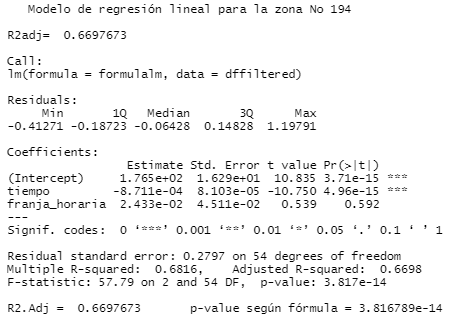 Modelo de regresión lineal para la zona No 194
R2adj= 0.6697673
Call:
lm(formula = formulalm, data = dffiltered)
Residuals:
Min 1Q Median 3Q Max
-0.41271 -0.18723 -0.06428 0.14828 1.19791
Coefficients:
Estimate Std. Error t value Pr(>|t|)
(Intercept) 1.765e+02 1.629e+01 10.835 3.71e-15 ***
tiempo -8.711e-04 8.103e-05 -10.750 4.96e-15 ***
franja_horaria 2.433e-02 4.511e-02 0.539 0.592
---
Signif. codes: 0 ‘***’ 0.001 ‘**’ 0.01 ‘*’ 0.05 ‘.’ 0.1 ‘ ’ 1
Residual standard error: 0.2797 on 54 degrees of freedom
Multiple R-squared: 0.6816, Adjusted R-squared: 0.6698
F-statistic: 57.79 on 2 and 54 DF, p-value: 3.817e-14
R2.Adj = 0.6697673 p-value según fórmula = 3.816789e-14